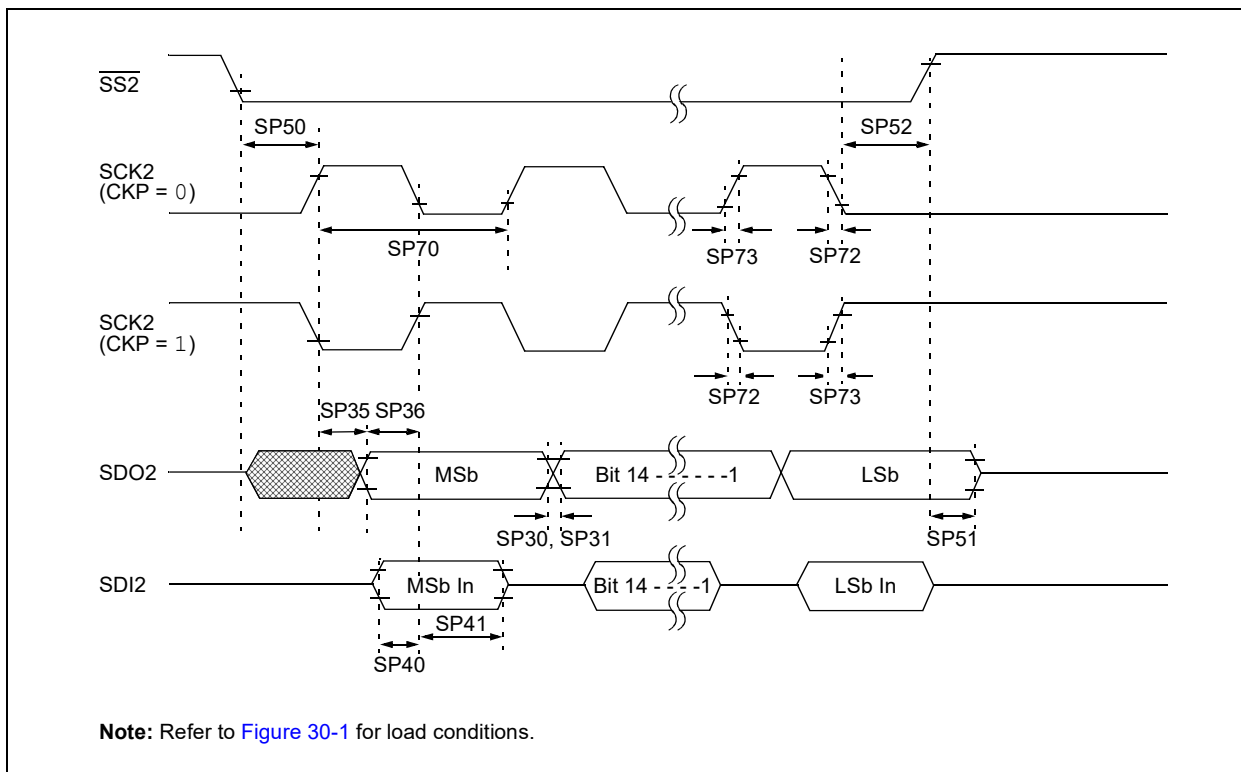 SS2
SP50
SP52
SCK2
(CKP = 0)
SP70
SP73
SP72
SCK2
(CKP = 1)
SP72
SP73
SP35 SP36
SDO2
MSb
Bit 14 - - - - - -1
LSb
SP30, SP31
SP51
SDI2
MSb In
Bit 14 - - - -1
LSb In
SP41
SP40
Note: Refer to Figure 30-1 for load conditions.